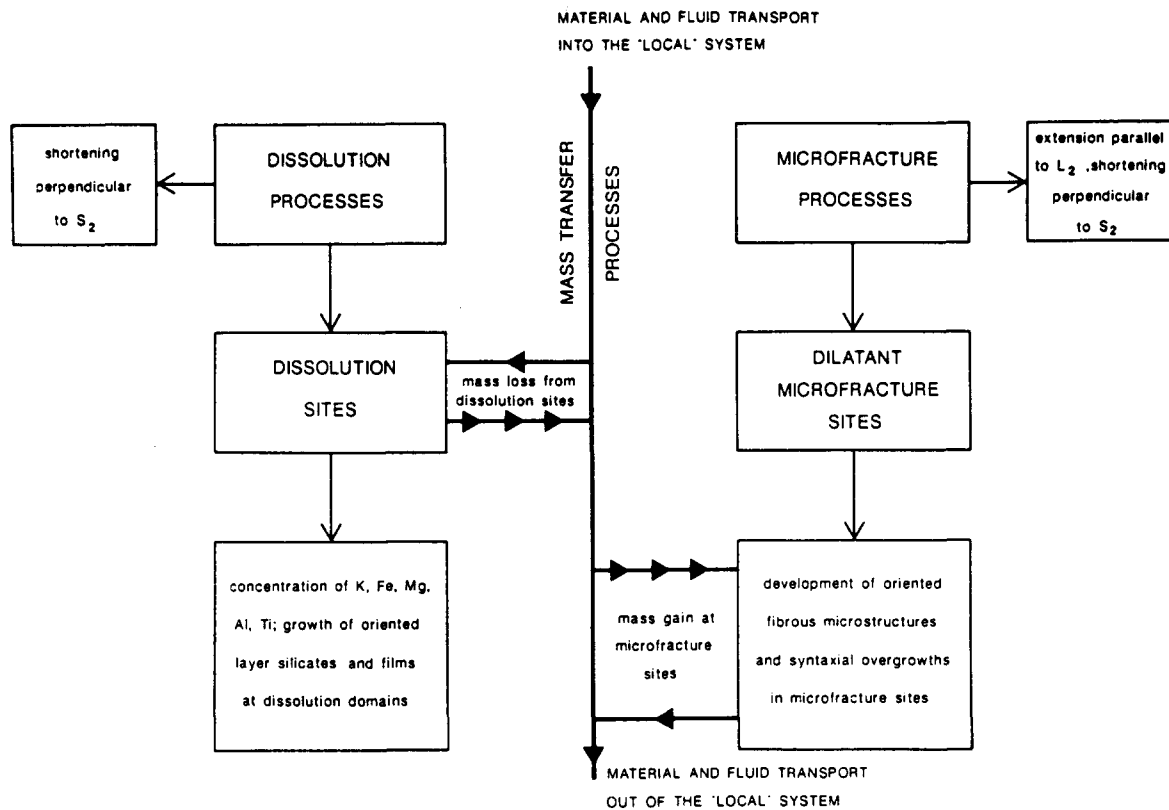 MATERIAL AND FLUID TRANSPORT
INTO THE "LOCAL" SYSTEM
shortening
perpendicular
to S2
DISSOLUTION
PROCESSES
MASS TRANSFER
PROCESSES
MICROFRACTURE
PROCESSES
extension parallel
to L2 ,shortening
perpendicular
to S2
DISSOLUTION
SITES
mass loss from
dissolution sites
DILATANT
MICROFRACTURE
SITES
concentration of K, Fe, Mg,
Al, Ti; growth of oriented
layer silicates and films
at dissolution domains
mass gain at
microfracture
sites
development of oriented
fibrous microstructures
and syntaxial overgrowths
in microfracture sites
MATERIAL AND FLUID TRANSPORT
OUT OF THE "LOCAL" SYSTEM